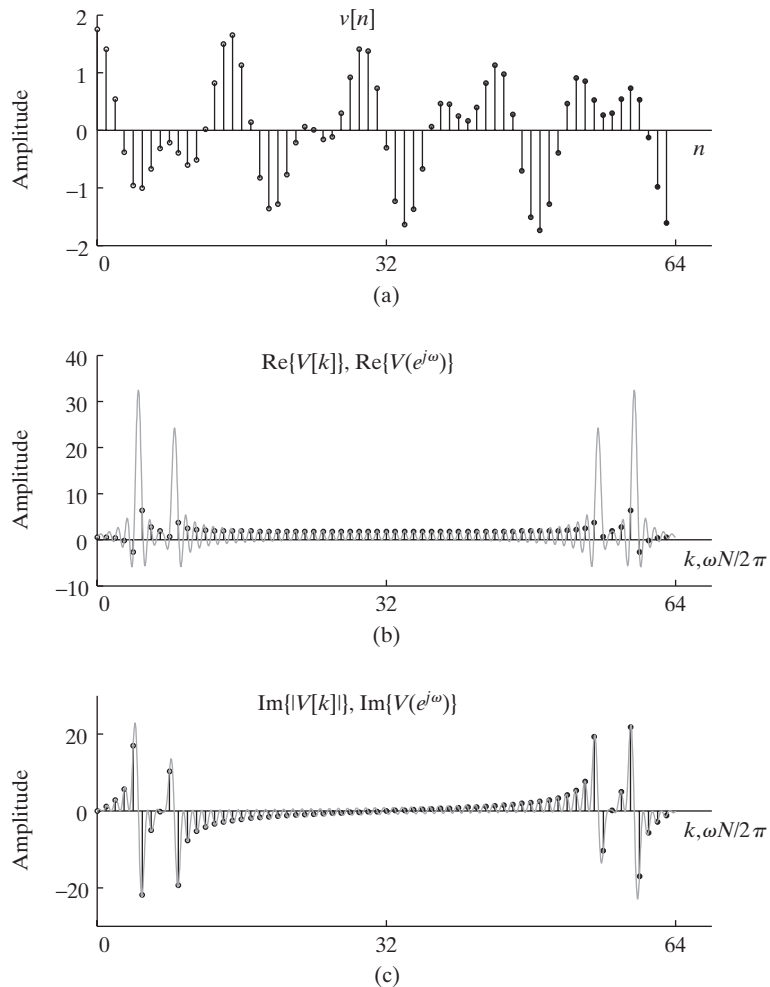 2
v[n]
1
Amplitude
0
n
−1
−2
0
32
64
(a)
40
Re{V[k]}, Re{V(e^{jω})}
30
20
Amplitude
10
0
k, ωN/2π
−10
0
32
64
(b)
Im{|V[k]|}, Im{V(e^{jω})}
20
Amplitude
0
k, ωN/2π
−20
0
32
64
(c)